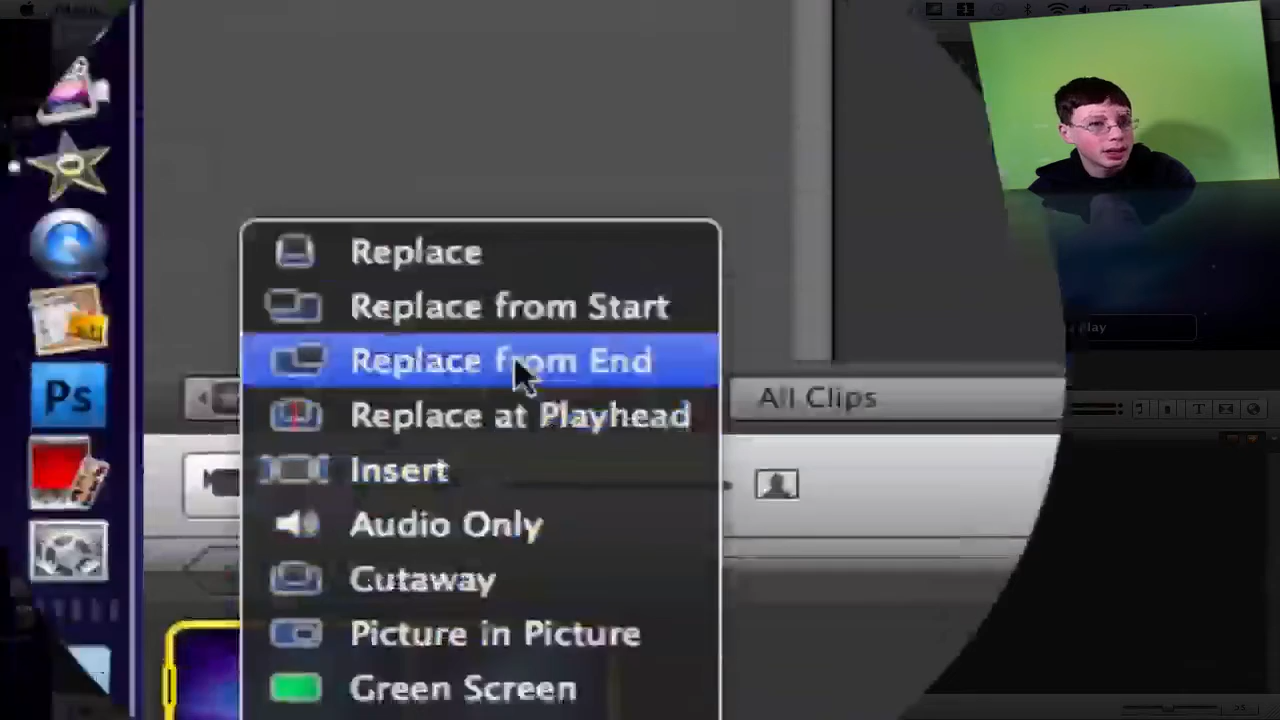 Replace
Replace from Start
Replace from End
Replace at Playhead
All Clips
Insert
Audio Only
Cutaway
Picture in Picture
Green Screen
Ps
Play